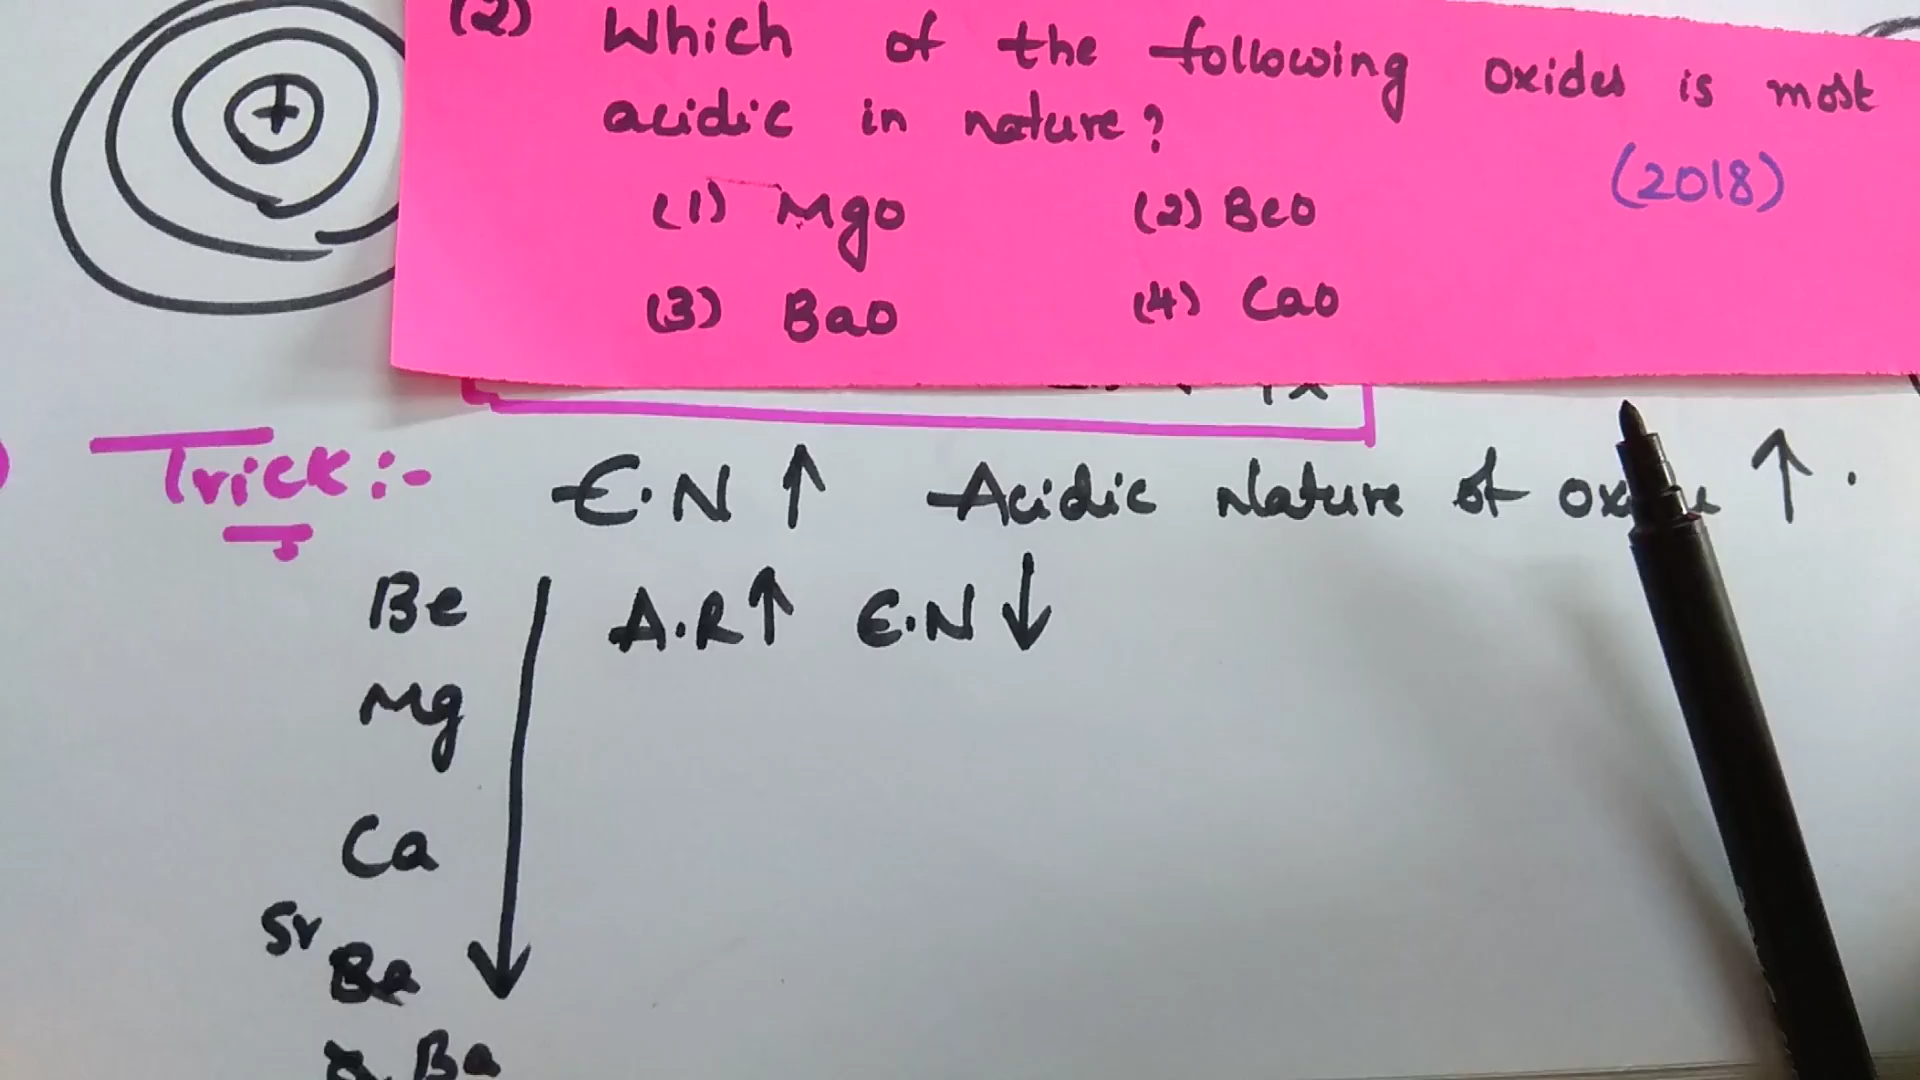 (2) Which of the following oxides is most
acidic in nature?
(2018)
(1) MgO (2) BeO
(3) BaO (4) CaO
Trick:- E.N ↑ Acidic Nature of ↑.
Be A.R↑ E.N↓
Mg
Ca
Sr
Ba
+